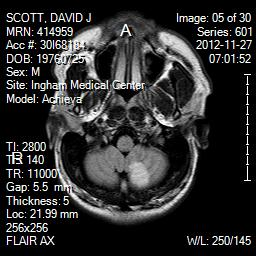 SCOTT, DAVID J
MRN: 414959
Acc #: 30I68184
DOB: 19760725
Sex: M
Site: Ingham Medical Center
Model: Achieva
A
Image: 05 of 30
Series: 601
2012-11-27
07:01:52
TI: 2800
TE: 140
TR: 11000
Gap: 5.5 mm
Thickness: 5
Loc: 21.99 mm
256x256
FLAIR AX
R
W/L: 250/145